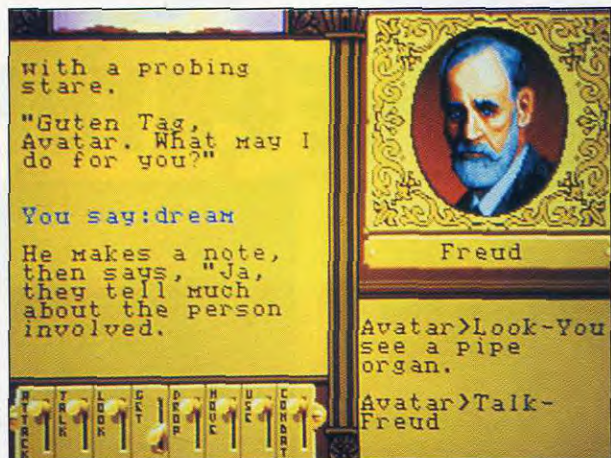 with a probing
stare.
"Guten Tag,
Avatar. What may I
do for you?"
You say:dream
He makes a note,
then says, "Ja,
they tell much
about the person
involved.
Freud
Avatar>Look-You
see a pipe
organ.
Avatar>Talk-
Freud
ATTACK
TALK
LOOK
GET
DROP
MOVE
USE
COMBAT